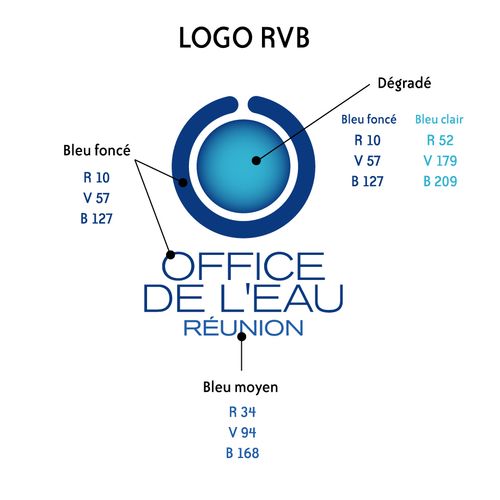 LOGO RVB
Dégradé
Bleu foncé Bleu clair
R 10 R 52
V 57 V 179
B 127 B 209
Bleu foncé
R 10
V 57
B 127
OFFICE
DE L'EAU
RÉUNION
Bleu moyen
R 34
V 94
B 168